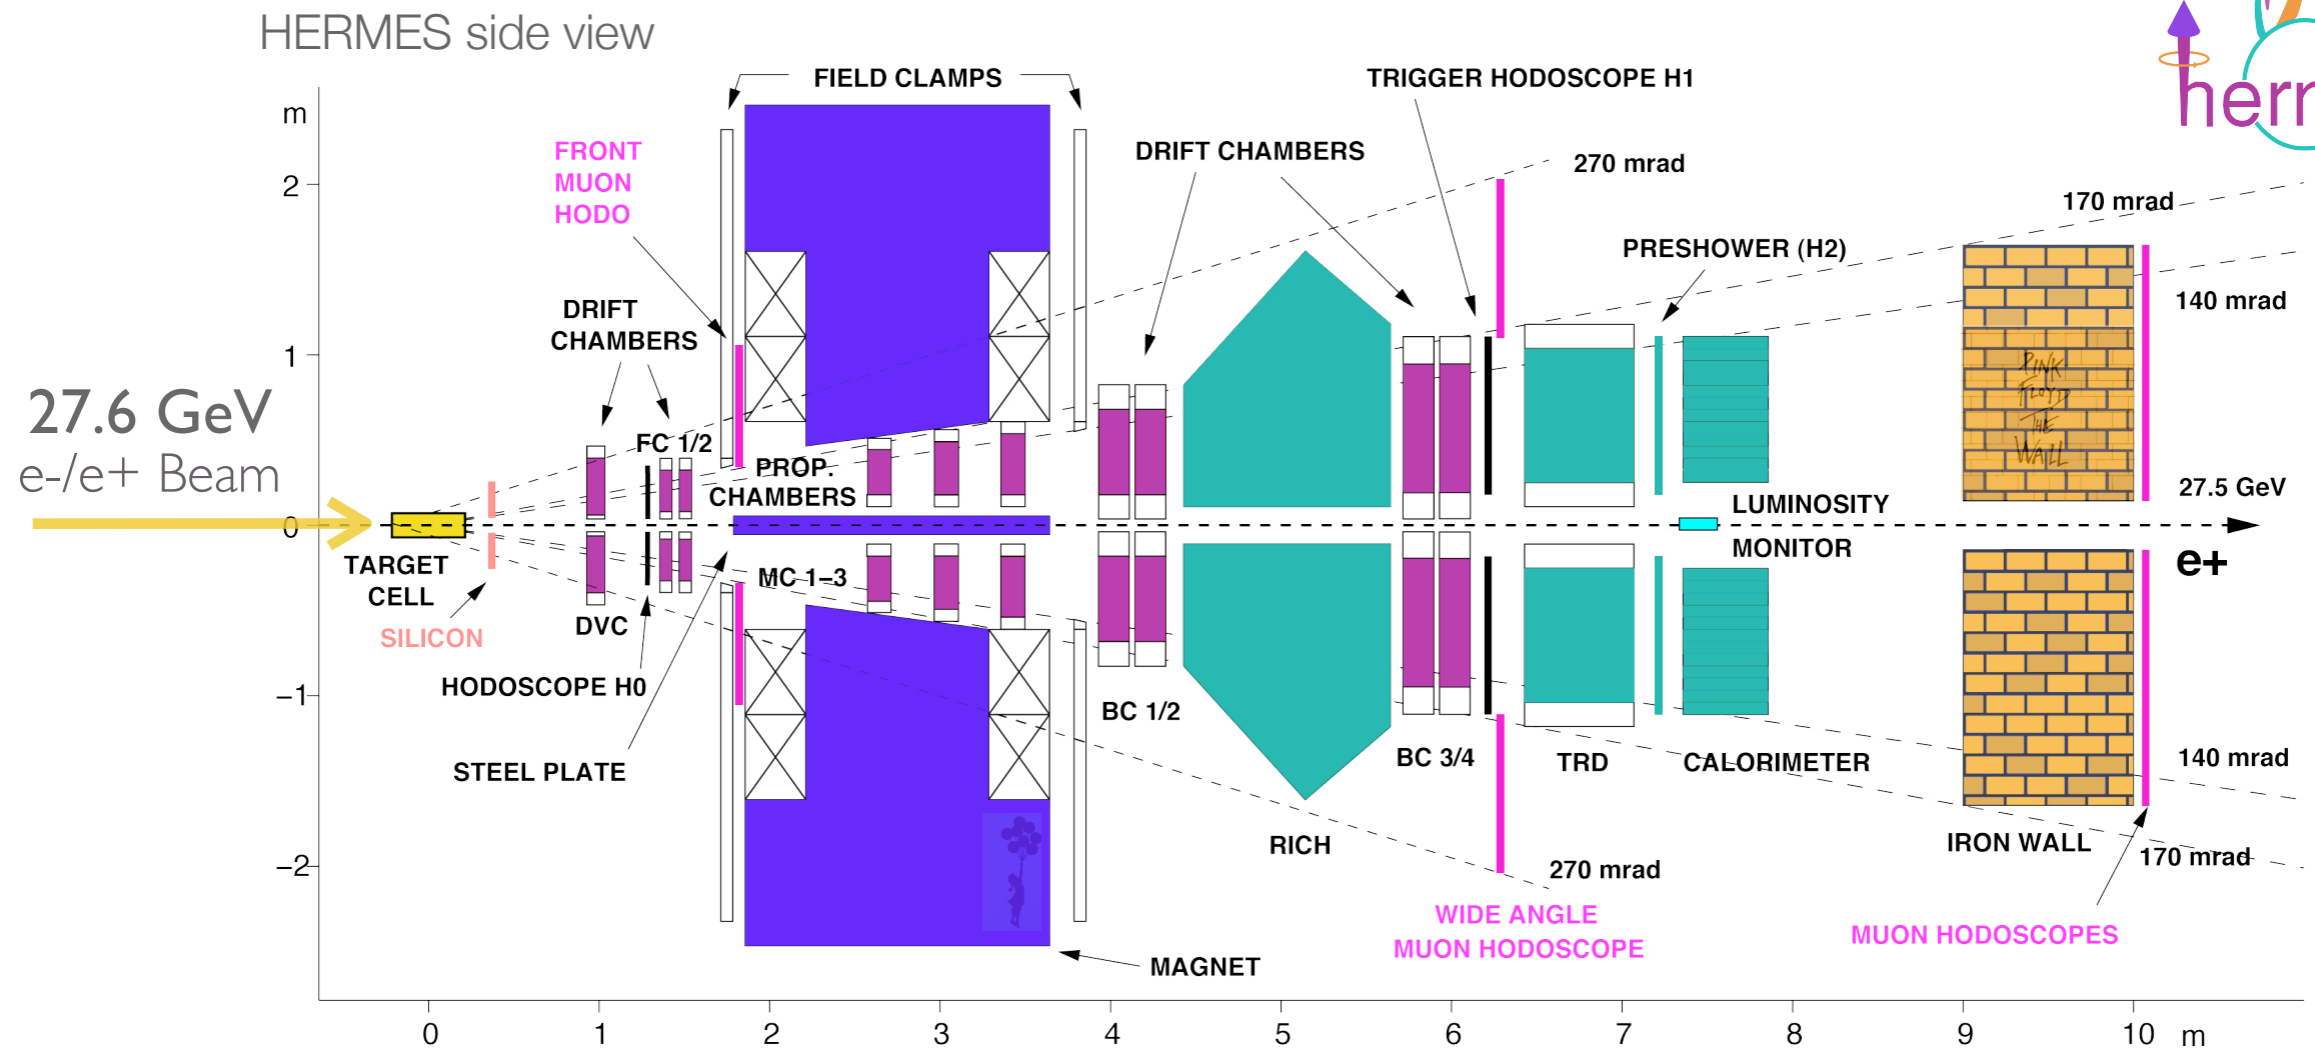 HERMES side view
herm
FIELD CLAMPS
TRIGGER HODOSCOPE H1
m
FRONT
MUON
HODO
DRIFT CHAMBERS
270 mrad
2
170 mrad
PRESHOWER (H2)
DRIFT
CHAMBERS
140 mrad
1
PINK
FLOYD
THE
WALL
27.6 GeV
e-/e+ Beam
FC 1/2
PROP.
CHAMBERS
27.5 GeV
LUMINOSITY
MONITOR
0
e+
TARGET
CELL
MC 1–3
SILICON
DVC
HODOSCOPE H0
−1
BC 1/2
STEEL PLATE
BC 3/4
TRD
CALORIMETER
140 mrad
RICH
IRON WALL
170 mrad
−2
270 mrad
WIDE ANGLE
MUON HODOSCOPE
MUON HODOSCOPES
MAGNET
0 1 2 3 4 5 6 7 8 9 10 m